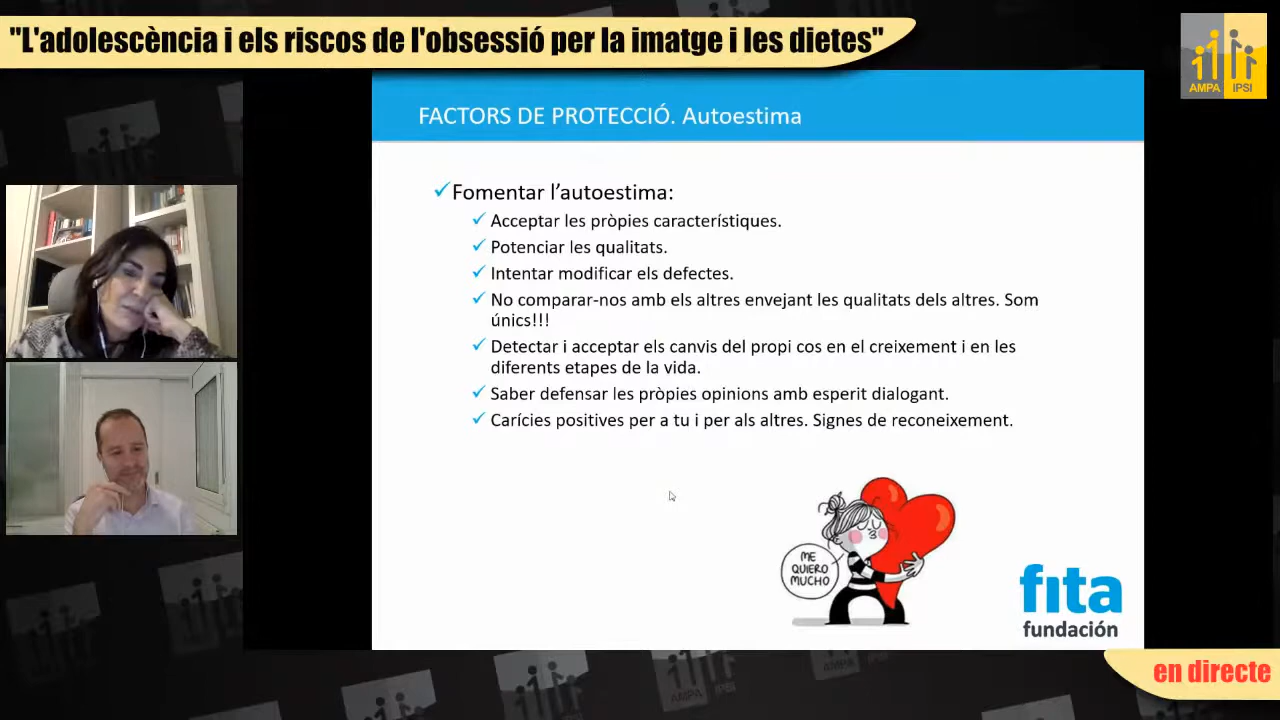 "L'adolescència i els riscos de l'obsessió per la imatge i les dietes"
AMPA IPSI
FACTORS DE PROTECCIÓ. Autoestima
Fomentar l'autoestima:
Acceptar les pròpies característiques.
Potenciar les qualitats.
Intentar modificar els defectes.
No comparar-nos amb els altres envejant les qualitats dels altres. Som
únics!!!
Detectar i acceptar els canvis del propi cos en el creixement i en les
diferents etapes de la vida.
Saber defensar les pròpies opinions amb esperit dialogant.
Carícies positives per a tu i per als altres. Signes de reconeixement.
ME
QUIERO
MUCHO
fita
fundación
en directe
AMPA IPSI
AMPA IPSI